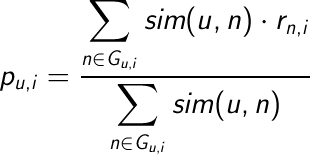 p_{u,i} = \frac{\sum_{n \in G_{u,i}} sim(u, n) \cdot r_{n,i}}{\sum_{n \in G_{u,i}} sim(u, n)}